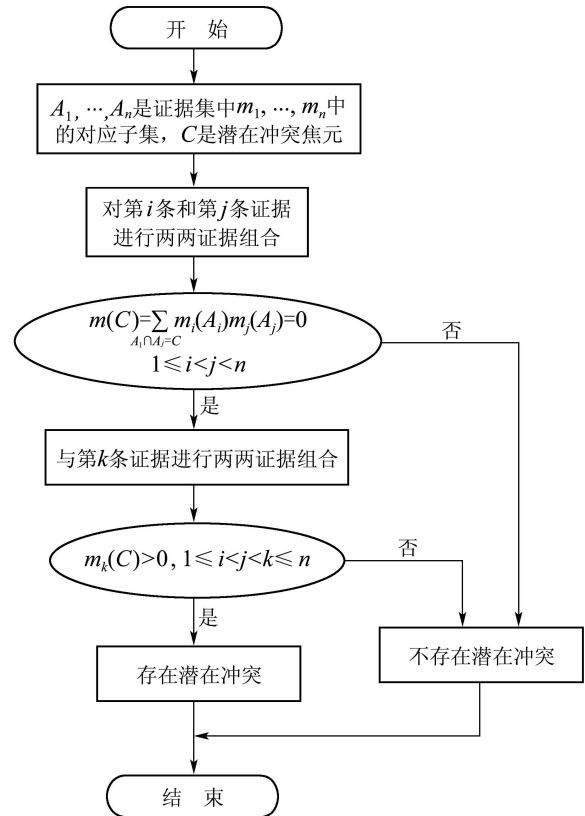 开 始
A₁, …, Aₙ是证据集中m₁, …, mₙ中
的对应子集，C是潜在冲突焦元
对第i条和第j条证据
进行两两证据组合
m(C)=∑mᵢ(Aᵢ)mⱼ(Aⱼ)=0
A₁∩Aⱼ=C
1≤i<j<n
否
是
与第k条证据进行两两证据组合
mₖ(C)>0, 1≤i<j<k≤n
否
是
存在潜在冲突
不存在潜在冲突
结 束